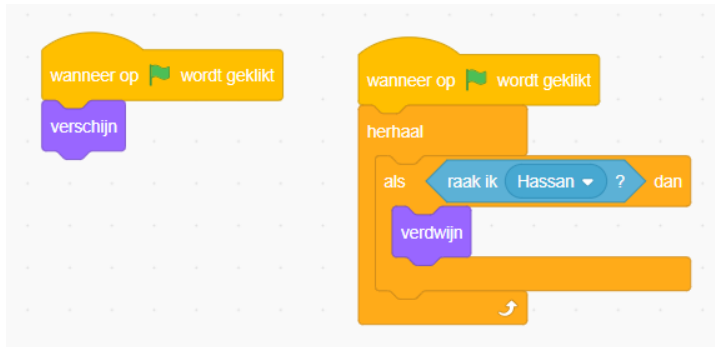 wanneer op wordt geklikt
verschijn
wanneer op wordt geklikt
herhaal
als raak ik Hassan ? dan
verdwijn